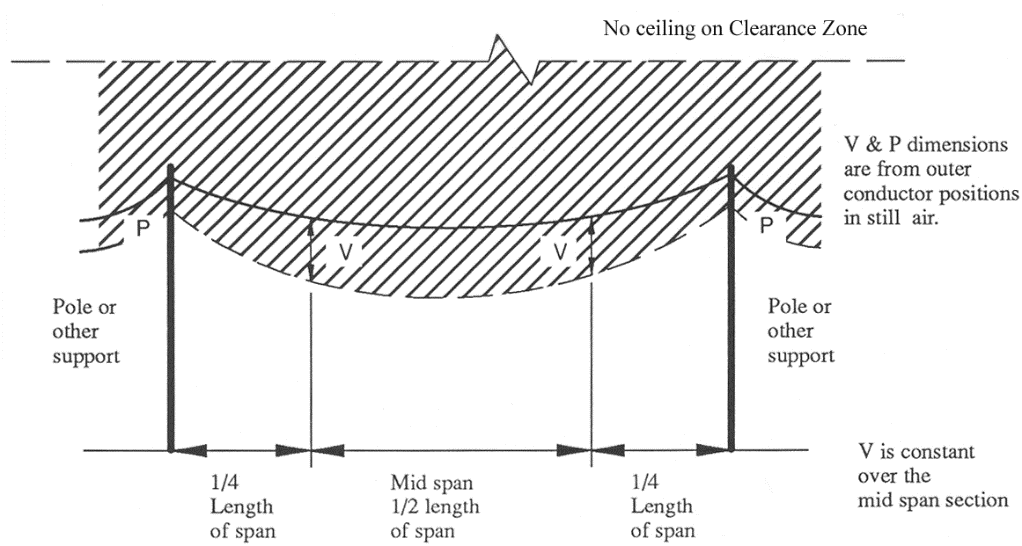 No ceiling on Clearance Zone
V & P dimensions
are from outer
conductor positions
in still air.
P
V
V
P
Pole or
other
support
Pole or
other
support
1/4
Length
of span
Mid span
1/2 length
of span
1/4
Length
of span
V is constant
over the
mid span section